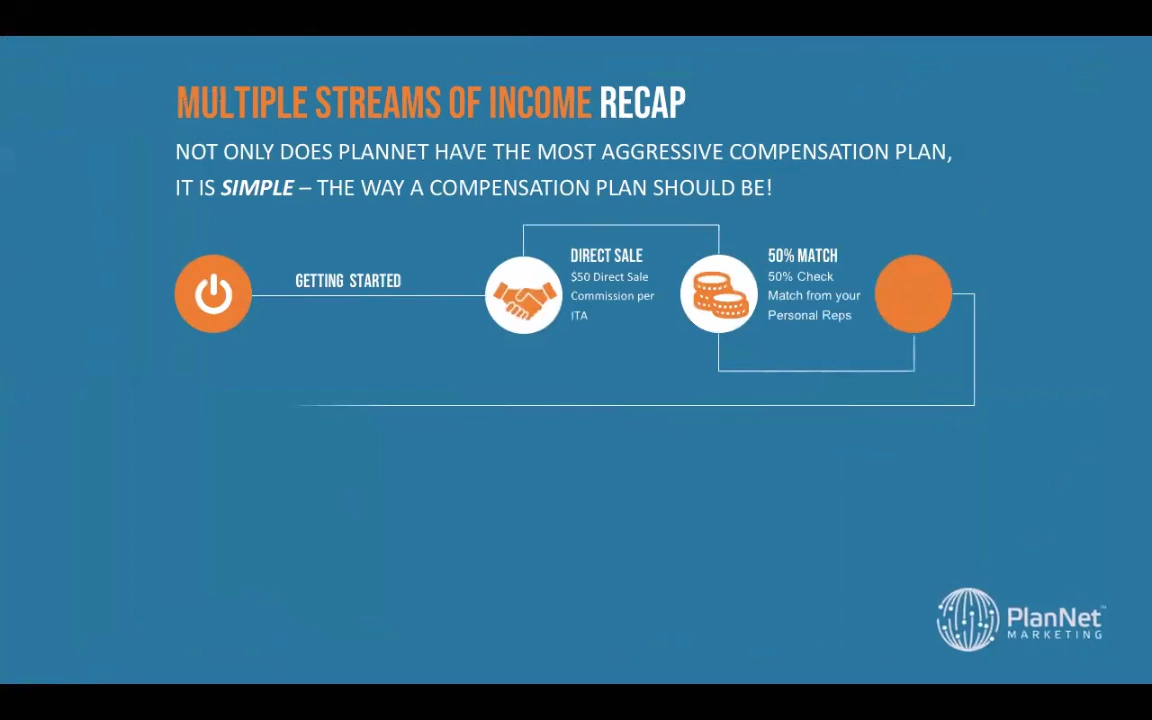 MULTIPLE STREAMS OF INCOME RECAP
NOT ONLY DOES PLANNET HAVE THE MOST AGGRESSIVE COMPENSATION PLAN,
IT IS SIMPLE – THE WAY A COMPENSATION PLAN SHOULD BE!
GETTING STARTED
DIRECT SALE
$50 Direct Sale
Commission per
ITA
50% MATCH
50% Check
Match from your
Personal Reps
PlanNet™
MARKETING